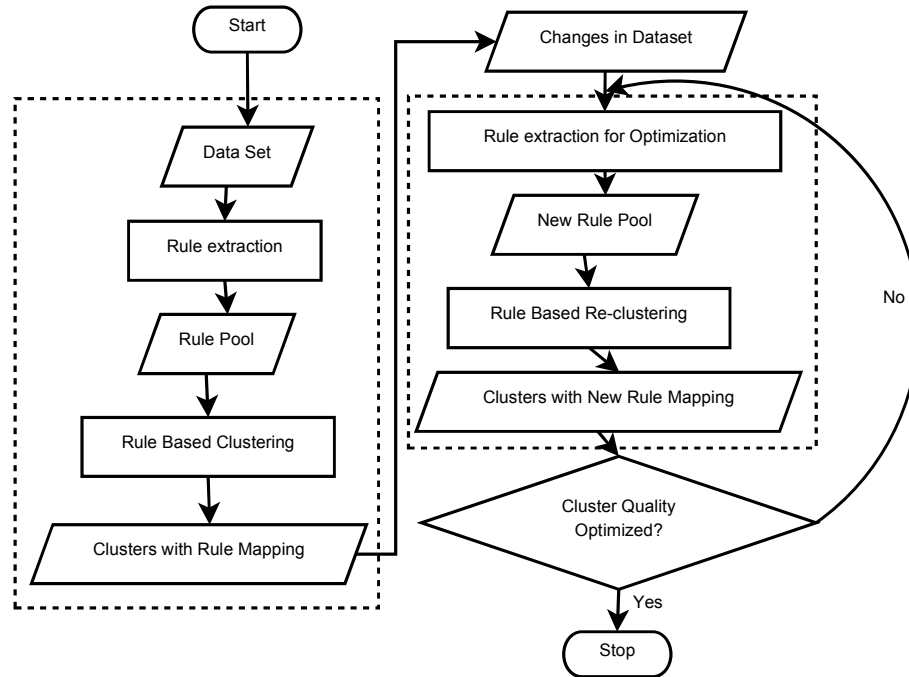 Start
Data Set
Rule extraction
Rule Pool
Rule Based Clustering
Clusters with Rule Mapping
Changes in Dataset
Rule extraction for Optimization
New Rule Pool
Rule Based Re-clustering
Clusters with New Rule Mapping
Cluster Quality
Optimized?
No
Yes
Stop